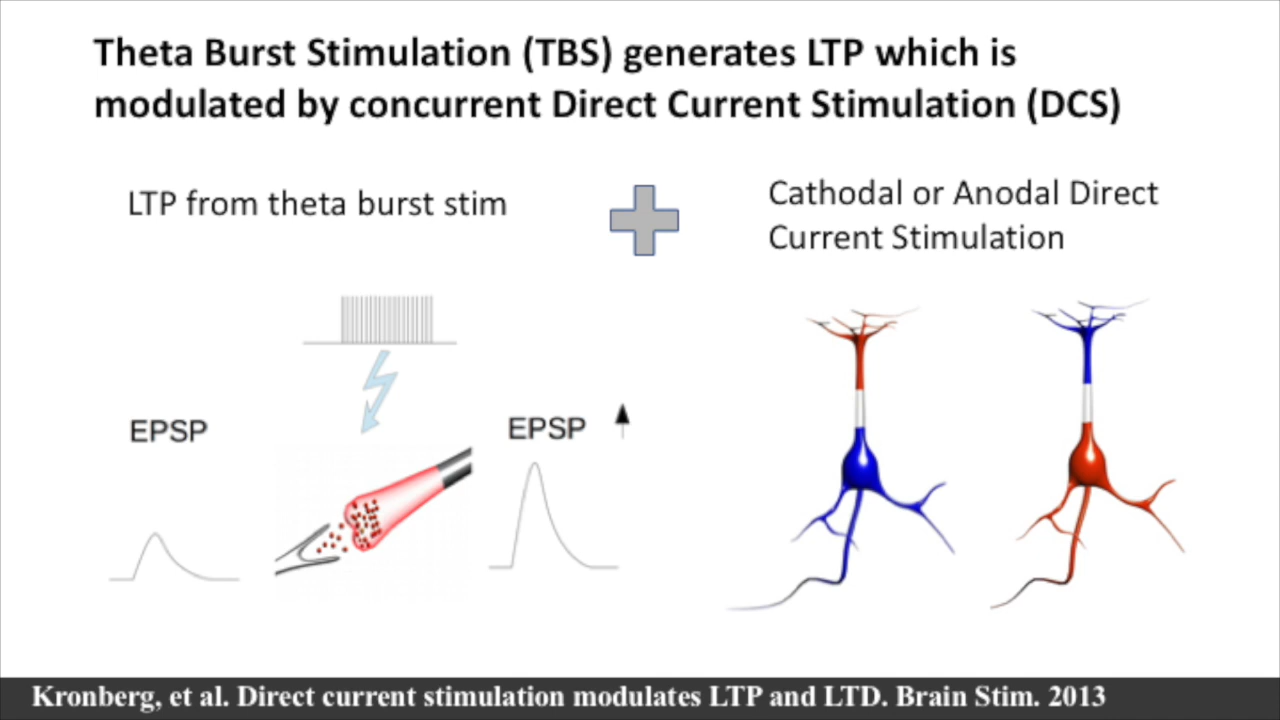 Theta Burst Stimulation (TBS) generates LTP which is
modulated by concurrent Direct Current Stimulation (DCS)
LTP from theta burst stim
Cathodal or Anodal Direct
Current Stimulation
EPSP
EPSP
Kronberg, et al. Direct current stimulation modulates LTP and LTD. Brain Stim. 2013